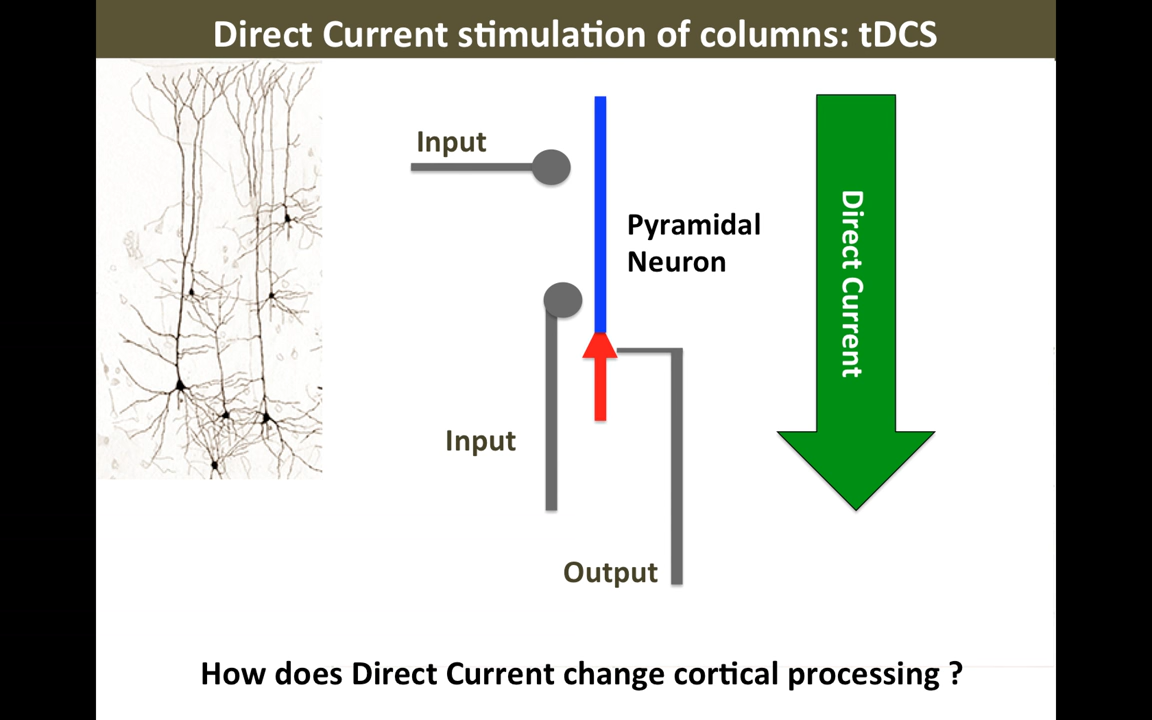 Direct Current stimulation of columns: tDCS
Input
Pyramidal
Neuron
Direct Current
Input
Output
How does Direct Current change cortical processing ?